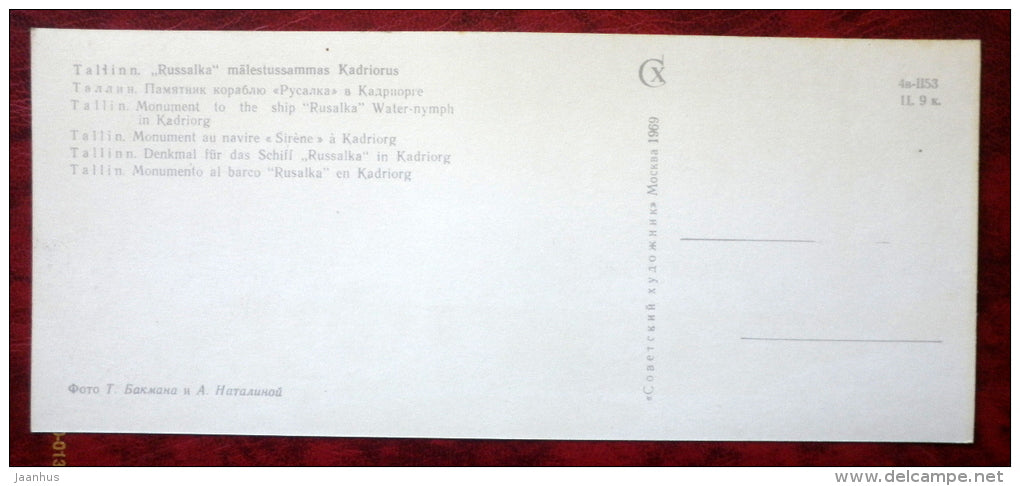 Tallinn. „Russalka“ mälestussammas Kadriorus
Таллин. Памятник кораблю «Русалка» в Кадриорге
Tallin. Monument to the ship "Rusalka" Water-nymph
in Kadriorg
Tallin. Monument au navire «Sirène» à Kadriorg
Tallinn. Denkmal für das Schiff „Russalka“ in Kadriorg
Tallin. Monumento al barco "Rusalka" en Kadriorg
Фото Т. Бакмана и А. Наталиной
«Советский художник» Москва 1969
СХ
4в-1153
Ц. 9 к.
jaanhus
delcampe.net